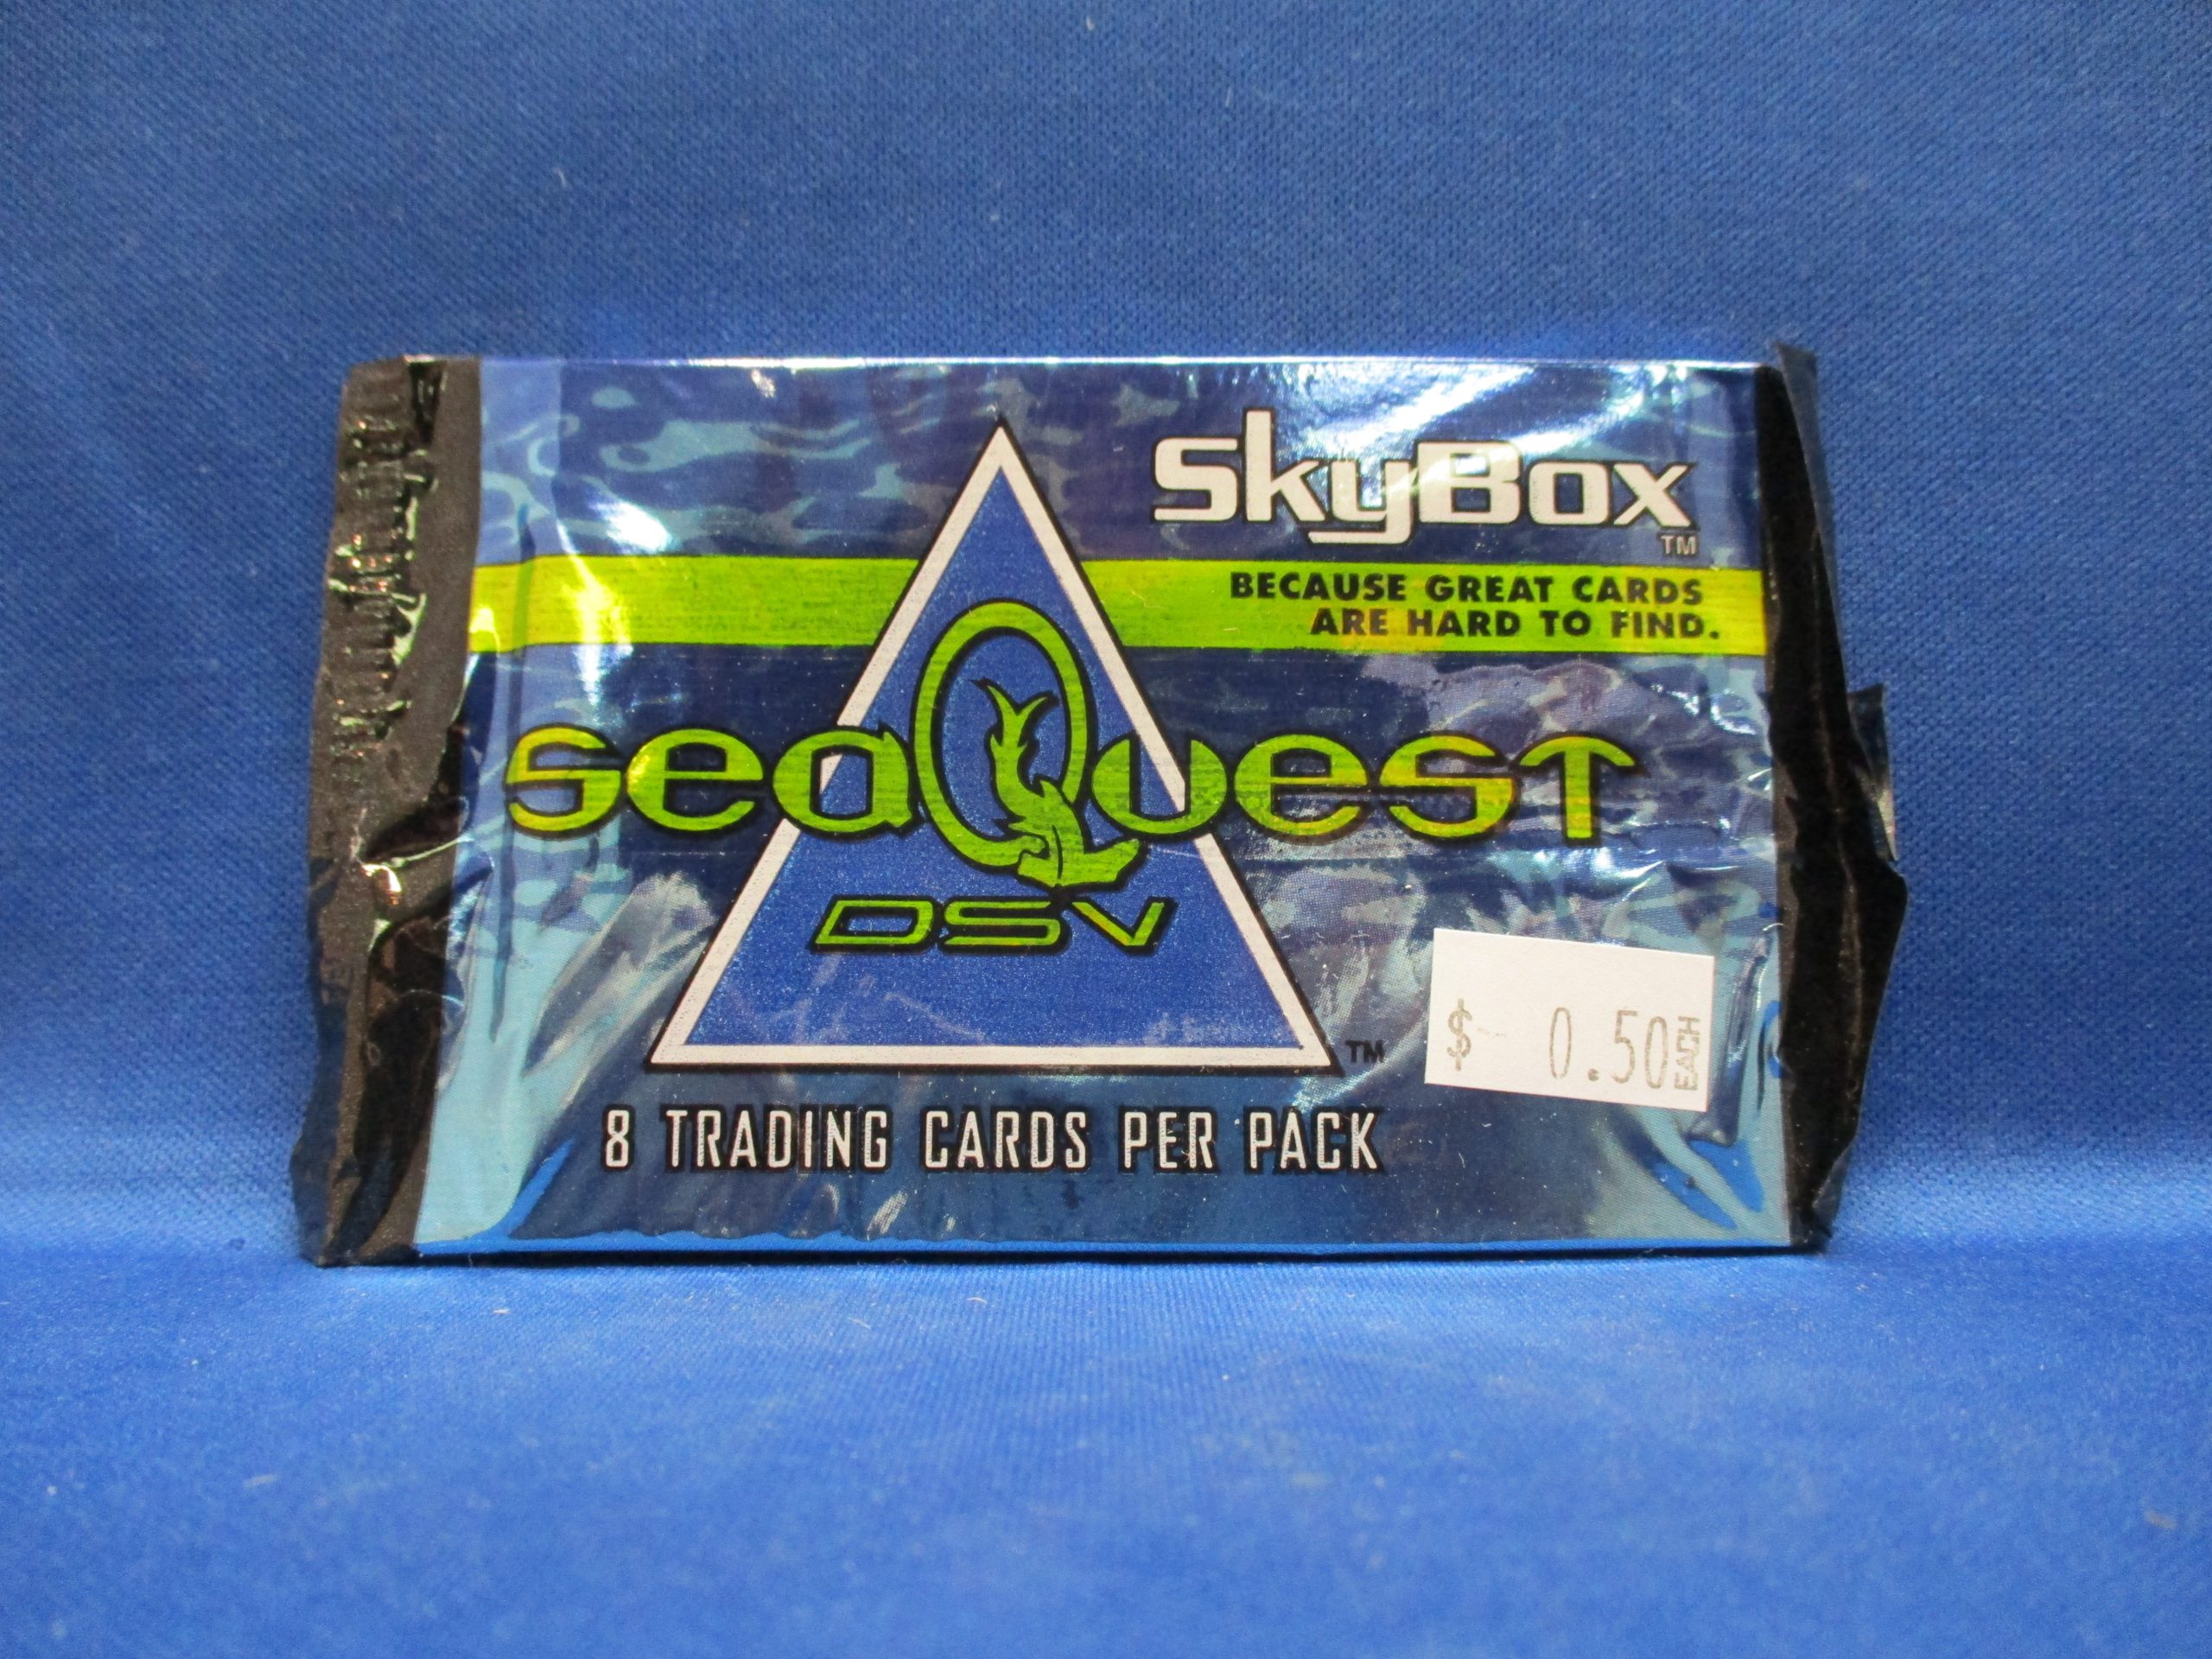 SkyBox
TM
BECAUSE GREAT CARDS
ARE HARD TO FIND.
seaQuest
DSV
TM
$ 0.50 EACH
8 TRADING CARDS PER PACK